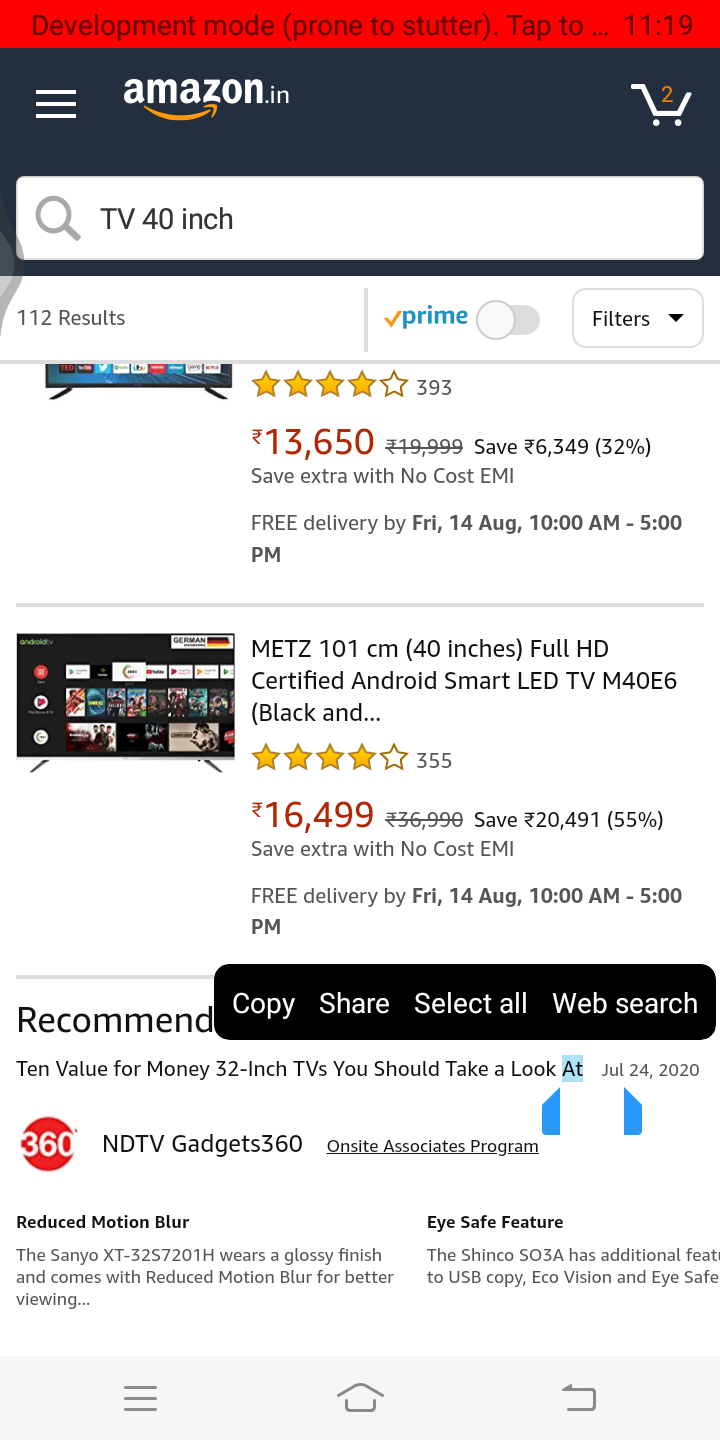 Development mode (prone to stutter). Tap to ... 11:19
amazon.in
2
TV 40 inch
112 Results
prime
Filters
393
₹13,650 ₹19,999 Save ₹6,349 (32%)
Save extra with No Cost EMI
FREE delivery by Fri, 14 Aug, 10:00 AM - 5:00
PM
androidtv
GERMAN
METZ 101 cm (40 inches) Full HD
Certified Android Smart LED TV M40E6
(Black and...
355
₹16,499 ₹36,990 Save ₹20,491 (55%)
Save extra with No Cost EMI
FREE delivery by Fri, 14 Aug, 10:00 AM - 5:00
PM
Copy Share Select all Web search
Recommend
Ten Value for Money 32-Inch TVs You Should Take a Look At Jul 24, 2020
360 NDTV Gadgets360 Onsite Associates Program
Reduced Motion Blur
The Sanyo XT-32S7201H wears a glossy finish
and comes with Reduced Motion Blur for better
viewing...
Eye Safe Feature
The Shinco SO3A has additional feat
to USB copy, Eco Vision and Eye Safe